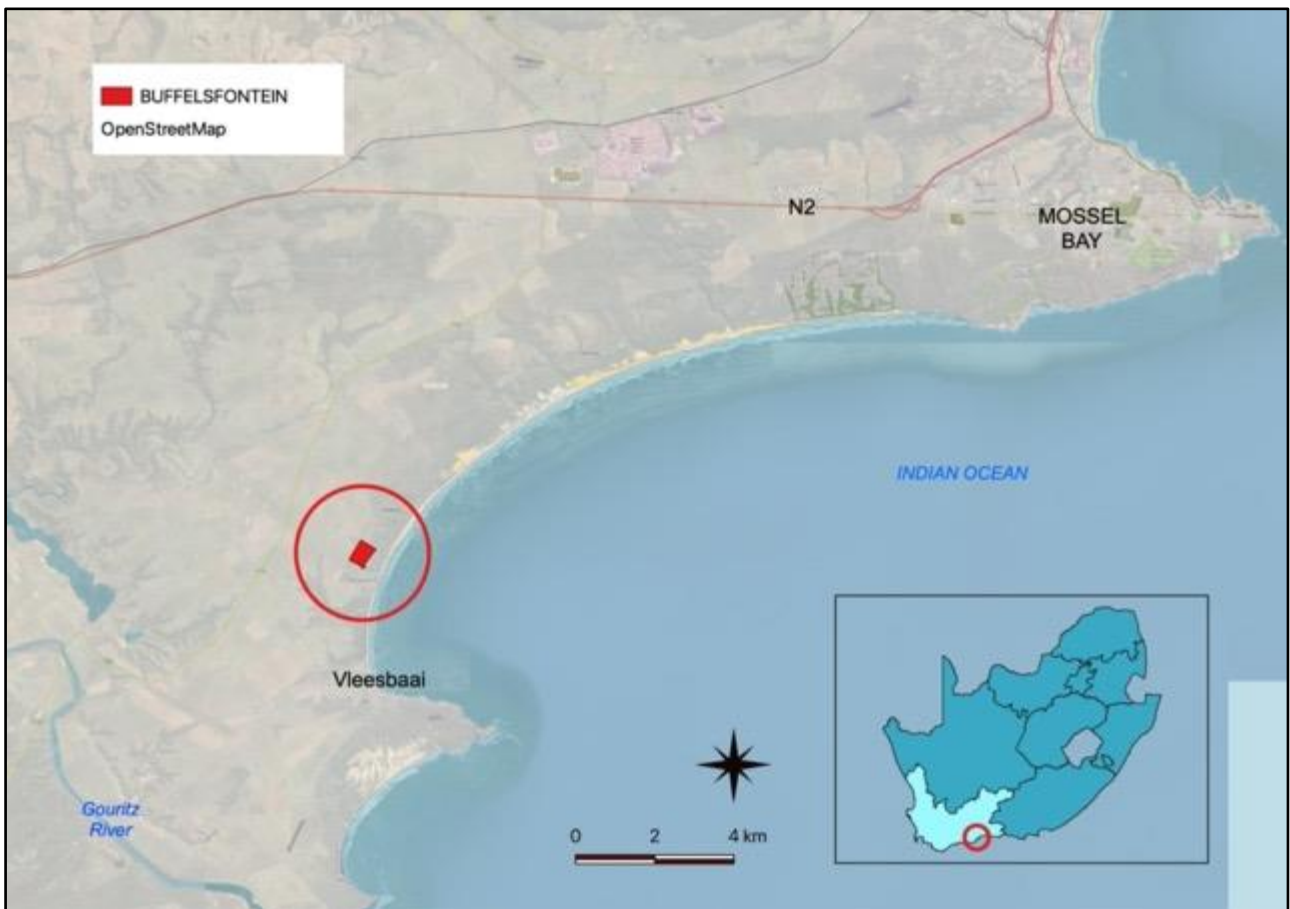 BUFFELSFONTEIN
OpenStreetMap
N2
MOSSEL
BAY
INDIAN OCEAN
Vleesbaai
Gouritz
River
0 2 4 km